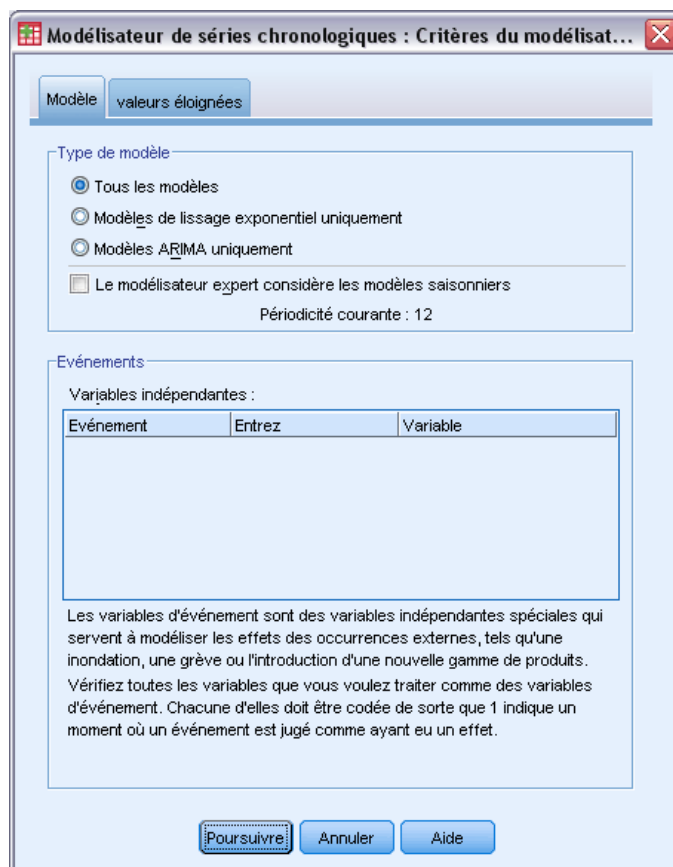 Modélisateur de séries chronologiques : Critères du modélisat...
Modèle
valeurs éloignées
Type de modèle
Tous les modèles
Modèles de lissage exponentiel uniquement
Modèles ARIMA uniquement
Le modélisateur expert considère les modèles saisonniers
Périodicité courante : 12
Evénements
Variables indépendantes :
Evénement Entrez Variable
Les variables d'événement sont des variables indépendantes spéciales qui
servent à modéliser les effets des occurrences externes, tels qu'une
inondation, une grève ou l'introduction d'une nouvelle gamme de produits.
Vérifiez toutes les variables que vous voulez traiter comme des variables
d'événement. Chacune d'elles doit être codée de sorte que 1 indique un
moment où un événement est jugé comme ayant eu un effet.
Poursuivre Annuler Aide